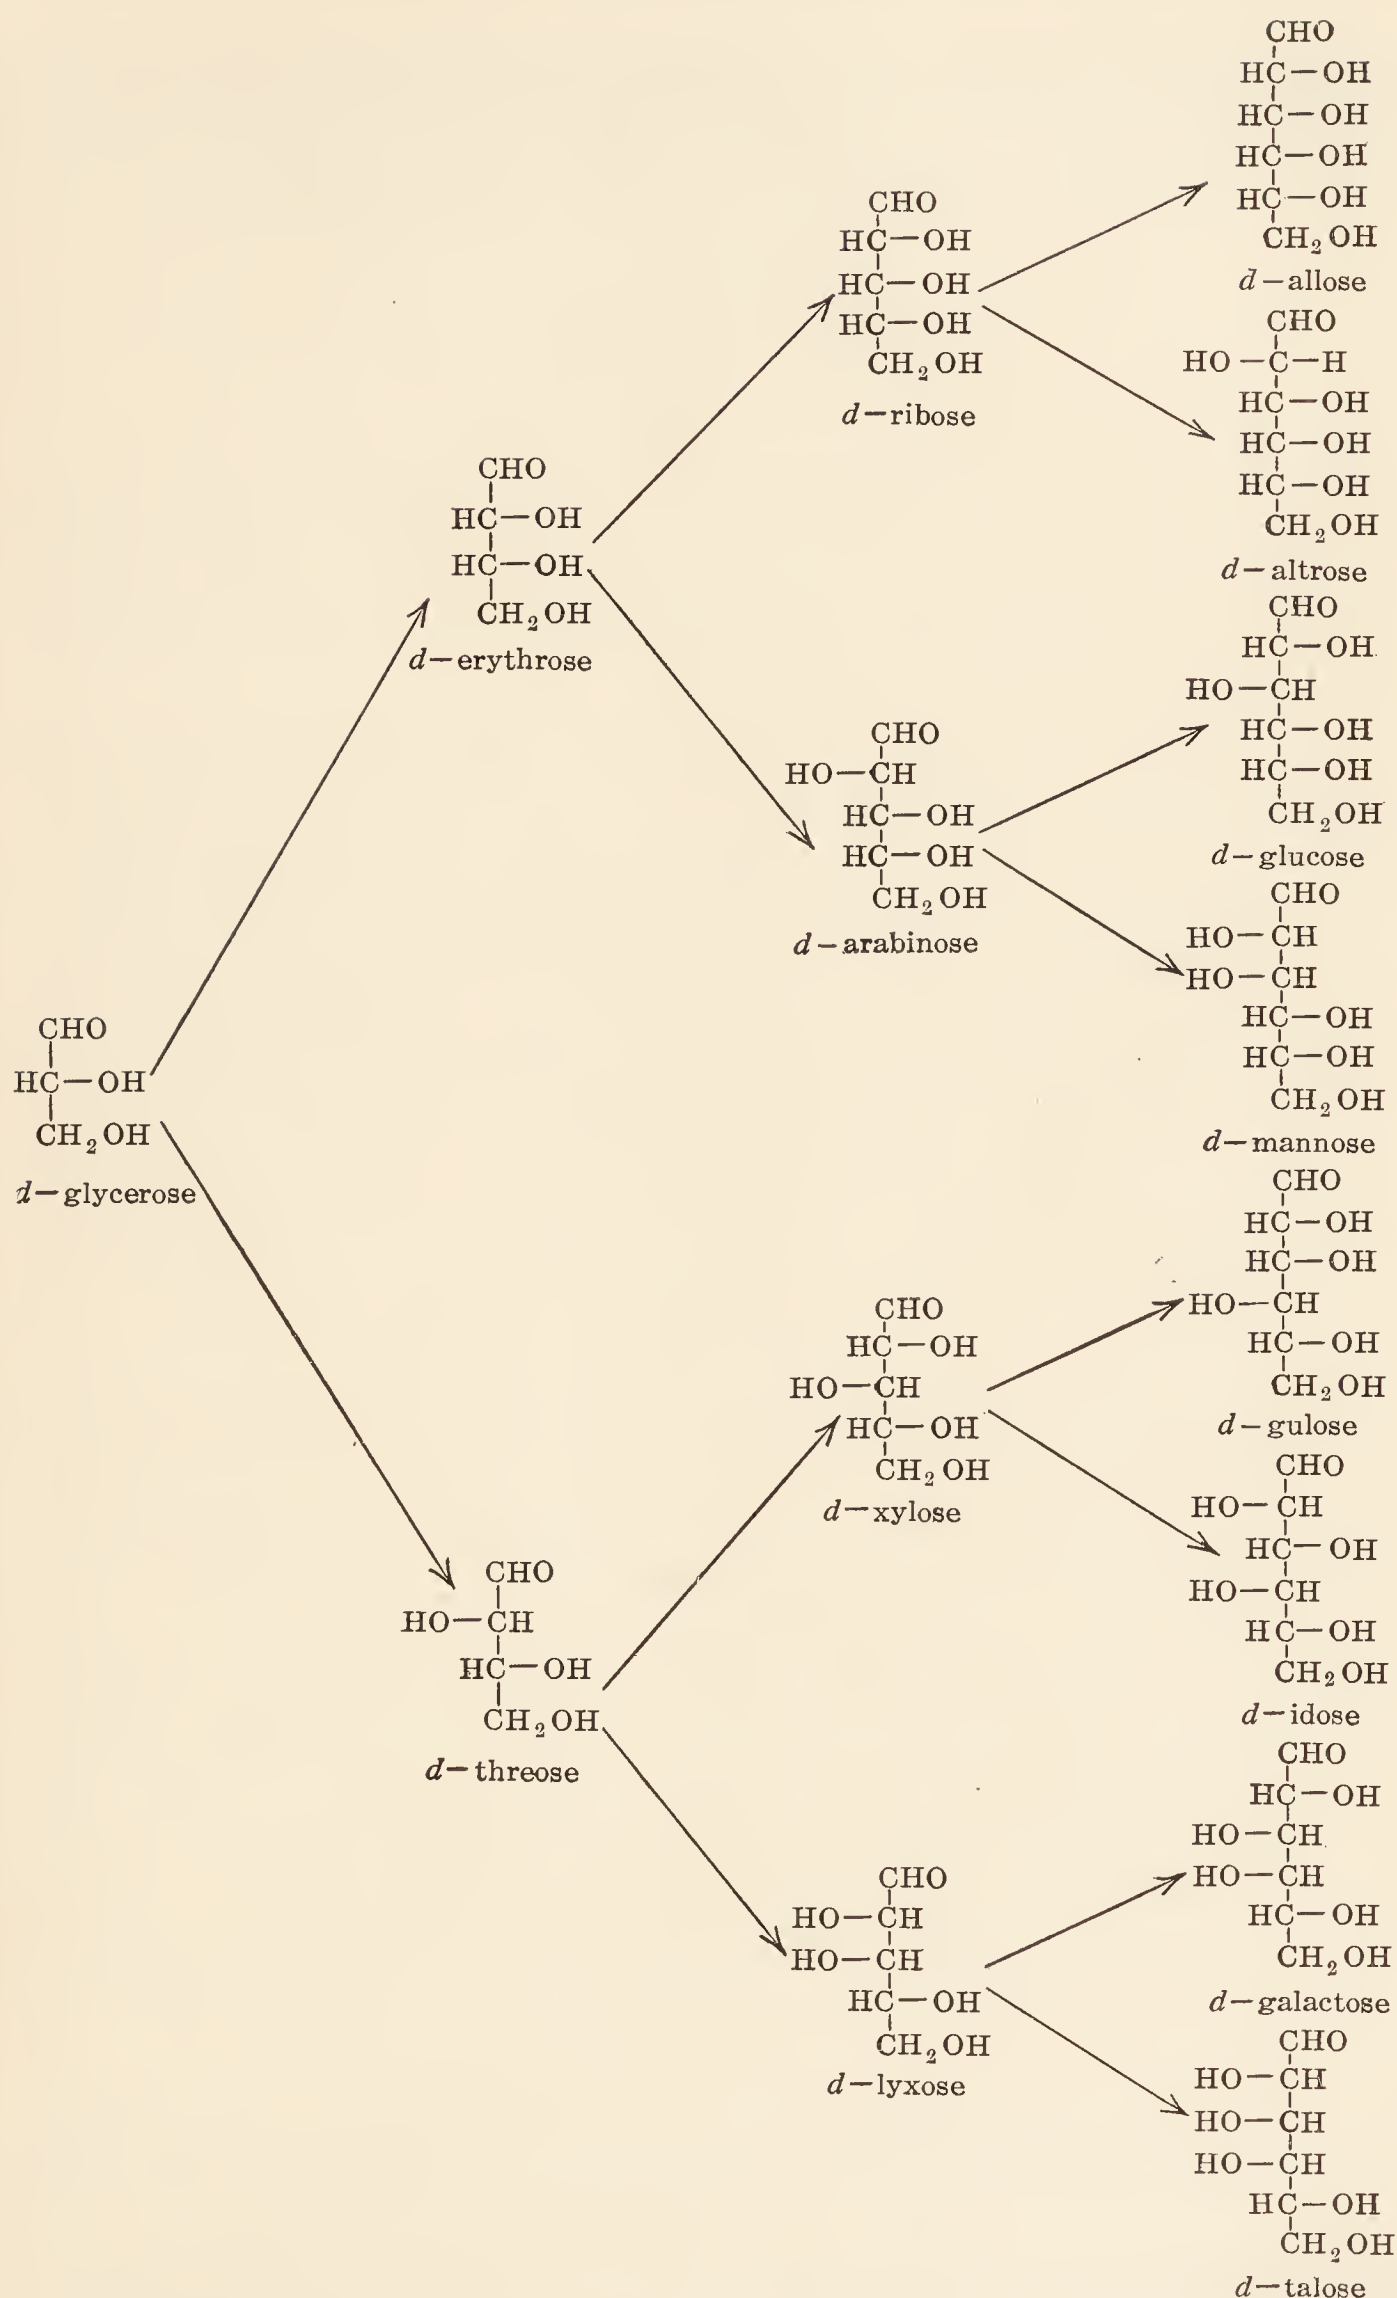 CHO
HC—OH
CH₂OH
d—glycerose
CHO
HC—OH
HC—OH
CH₂OH
d—erythrose
CHO
HO—CH
HC—OH
CH₂OH
d—threose
CHO
HC—OH
HC—OH
HC—OH
CH₂OH
d—ribose
CHO
HO—CH
HC—OH
HC—OH
CH₂OH
d—arabinose
CHO
HC—OH
HO—CH
HC—OH
CH₂OH
d—xylose
CHO
HO—CH
HO—CH
HC—OH
CH₂OH
d—lyxose
CHO
HC—OH
HC—OH
HC—OH
HC—OH
CH₂OH
d—allose
CHO
HO—C—H
HC—OH
HC—OH
HC—OH
CH₂OH
d—altrose
CHO
HC—OH
HO—CH
HC—OH
HC—OH
CH₂OH
d—glucose
CHO
HO—CH
HO—CH
HC—OH
HC—OH
CH₂OH
d—mannose
CHO
HC—OH
HC—OH
HO—CH
HC—OH
CH₂OH
d—gulose
CHO
HO—CH
HC—OH
HO—CH
HC—OH
CH₂OH
d—idose
CHO
HC—OH
HO—CH
HO—CH
HC—OH
CH₂OH
d—galactose
CHO
HO—CH
HO—CH
HO—CH
HC—OH
CH₂OH
d—talose